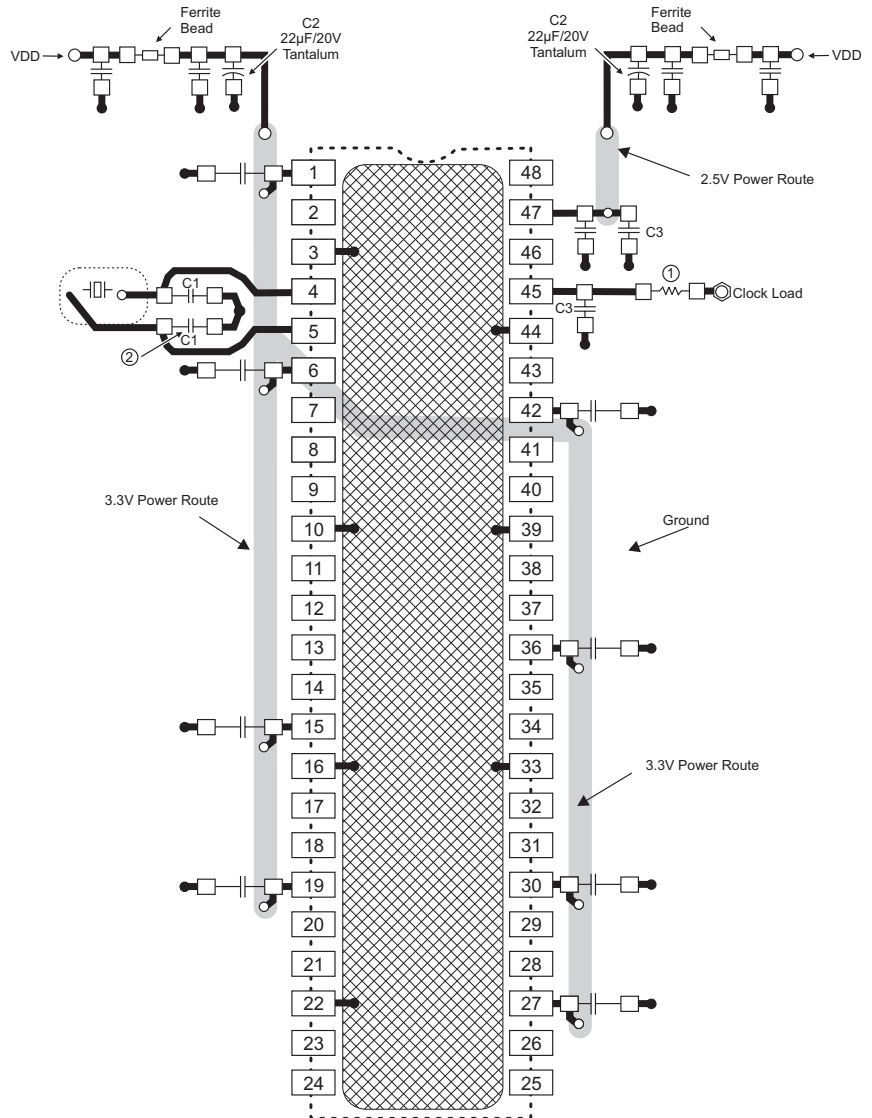 Ferrite
Bead
C2
22µF/20V
Tantalum
VDD
C2
22µF/20V
Tantalum
Ferrite
Bead
VDD
1
48
2.5V Power Route
2
47
C3
3
46
C1
4
45
C3
1
Clock Load
C1
2
5
44
6
43
7
42
8
41
9
40
3.3V Power Route
10
39
Ground
11
38
12
37
13
36
14
35
15
34
16
33
3.3V Power Route
17
32
18
31
19
30
20
29
21
28
22
27
23
26
24
25